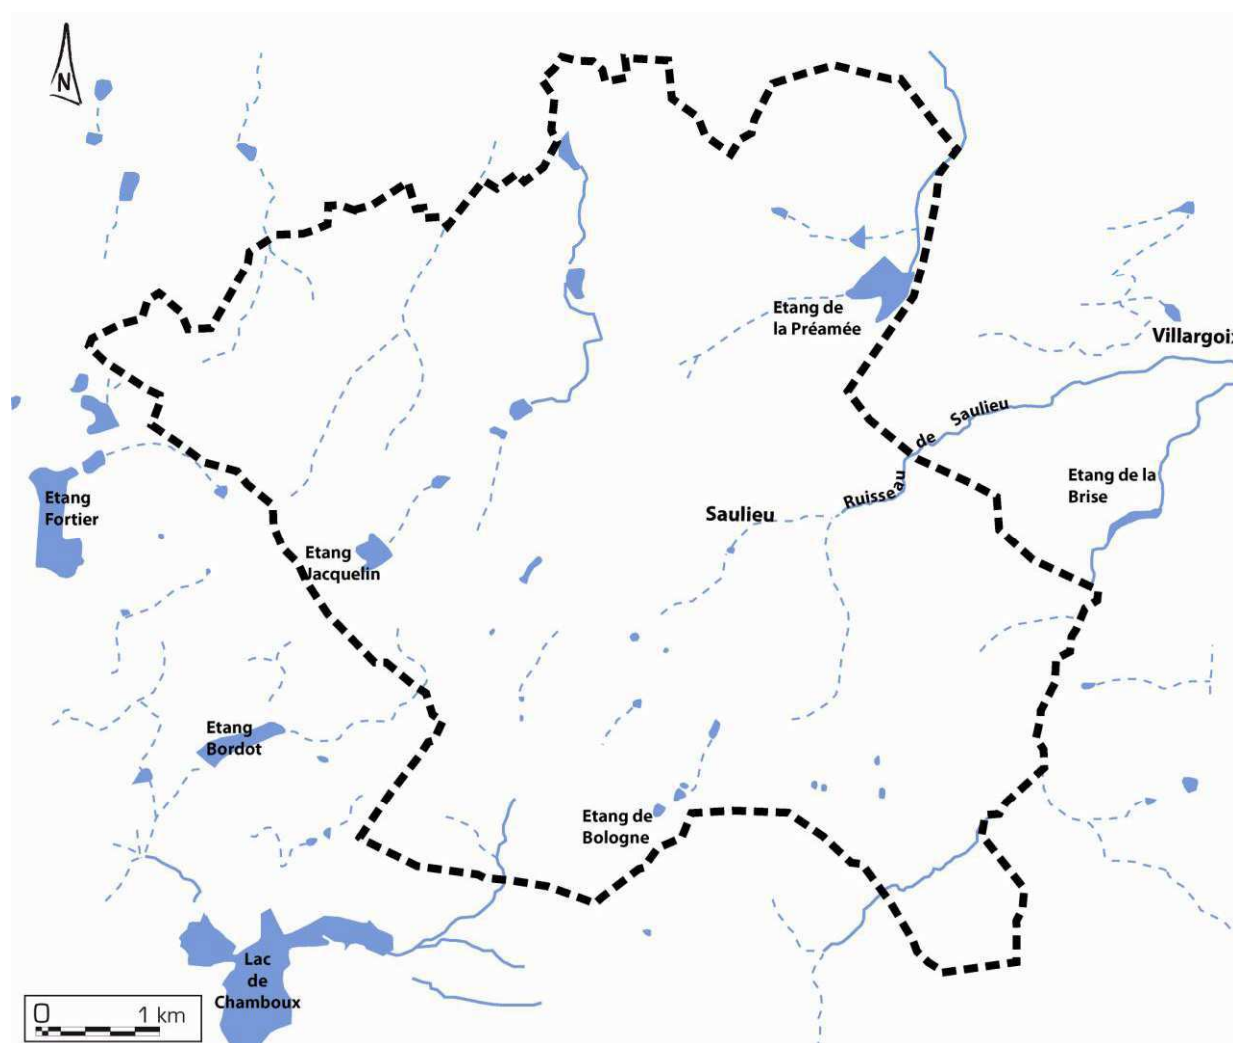 N
Etang de
la Préamée
Villargoix
Ruisseau de Saulieu
Etang de la
Brise
Etang
Fortier
Saulieu
Etang
Jacquelin
Etang
Bordot
Etang de
Bologne
Lac
de
Chamboux
0 1 km